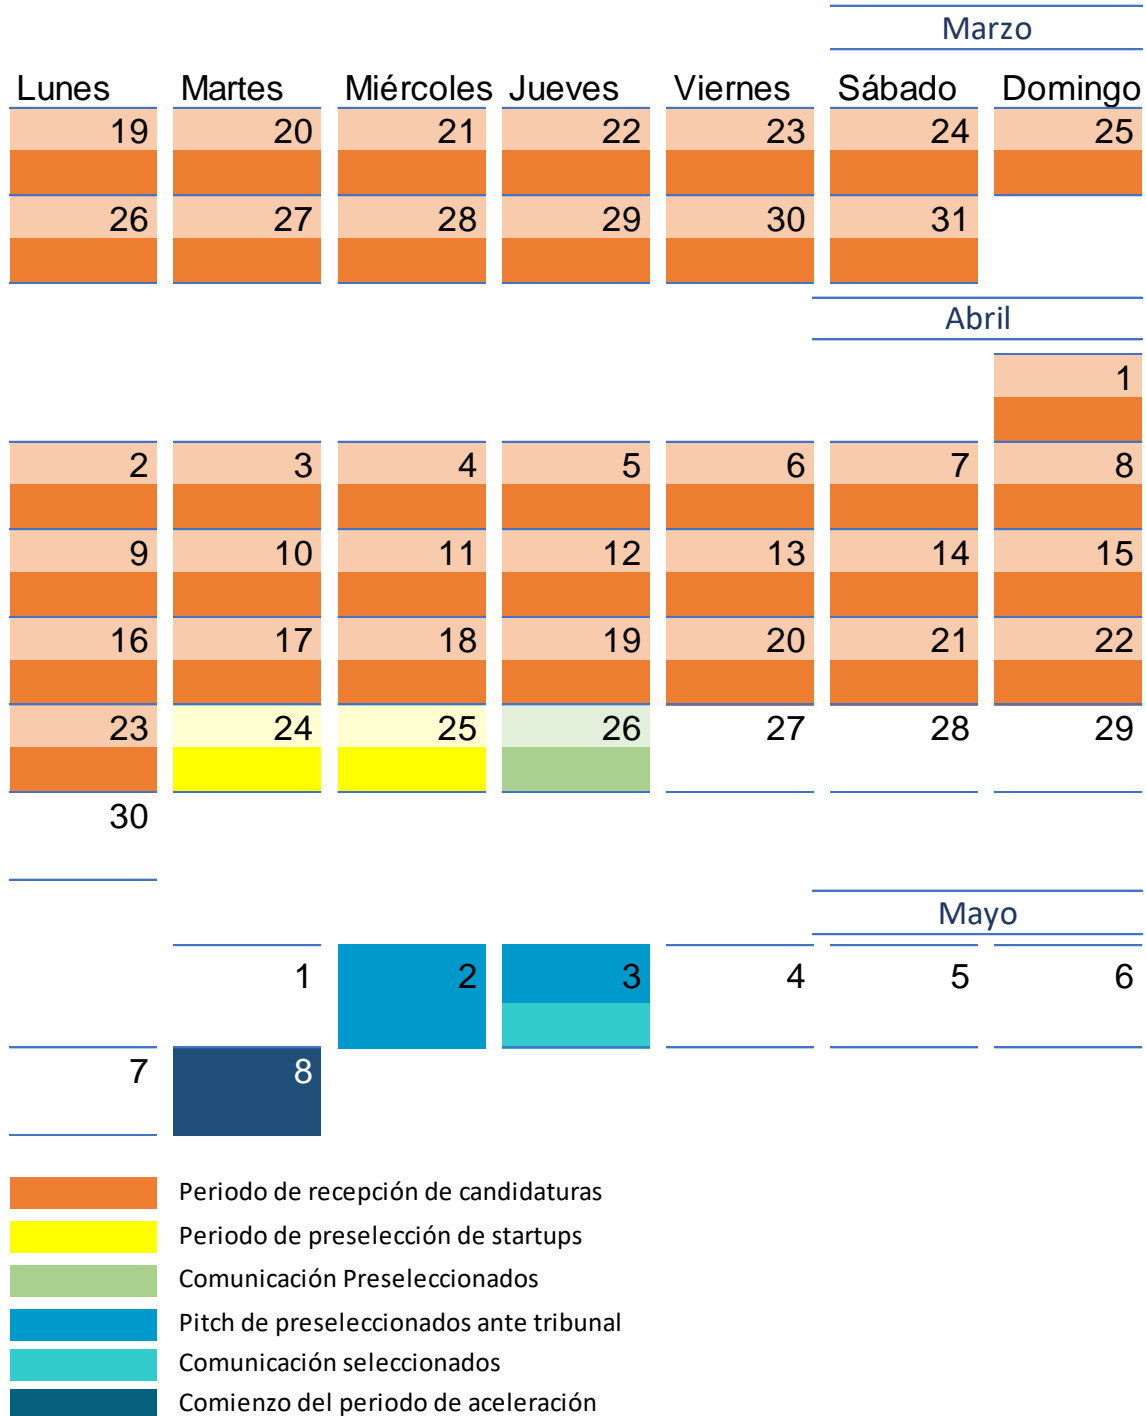 Marzo
Lunes Martes Miércoles Jueves Viernes Sábado Domingo
19 20 21 22 23 24 25
26 27 28 29 30 31
Abril
1
2 3 4 5 6 7 8
9 10 11 12 13 14 15
16 17 18 19 20 21 22
23 24 25 26 27 28 29
30
Mayo
1 2 3 4 5 6
7 8
Periodo de recepción de candidaturas
Periodo de preselección de startups
Comunicación Preseleccionados
Pitch de preseleccionados ante tribunal
Comunicación seleccionados
Comienzo del periodo de aceleración